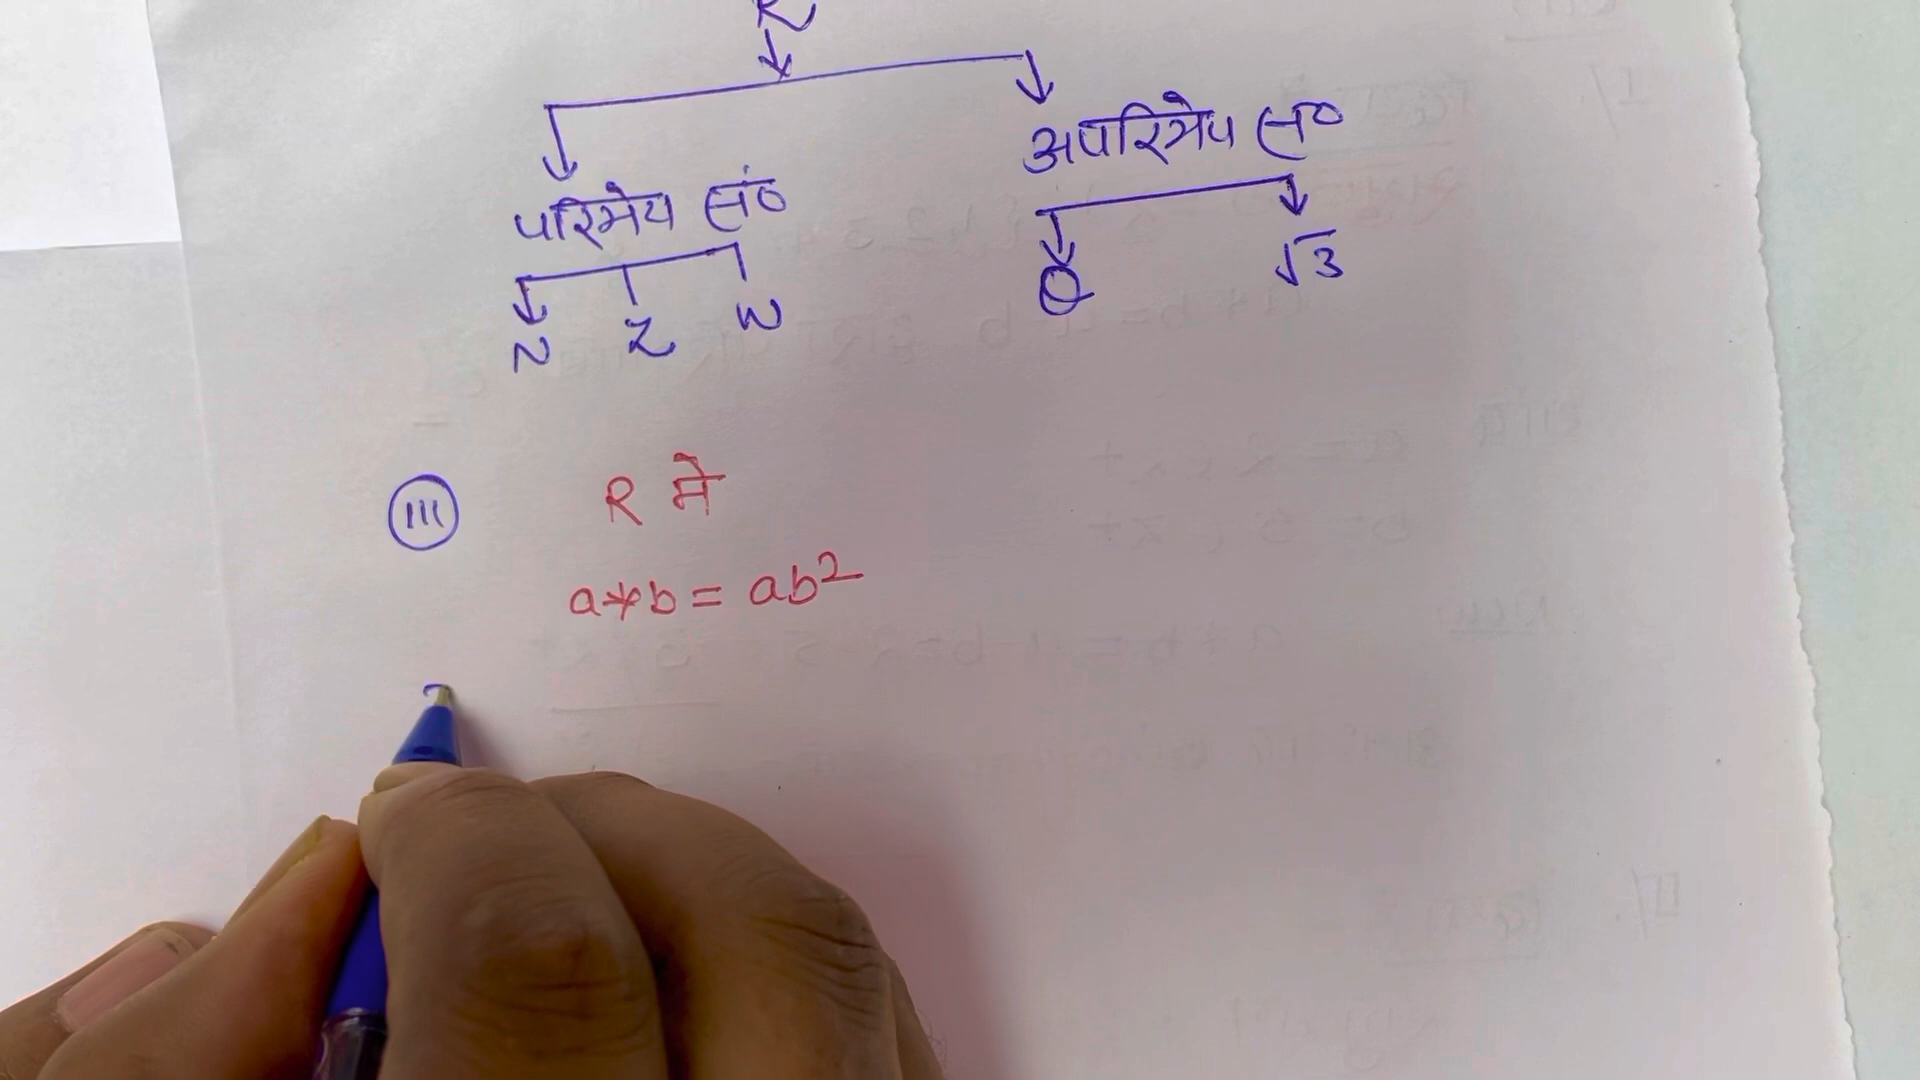 R
परिमेय सं०
अपरिमेय सं०
N Z W
Q √3
III R में
a*b = ab²